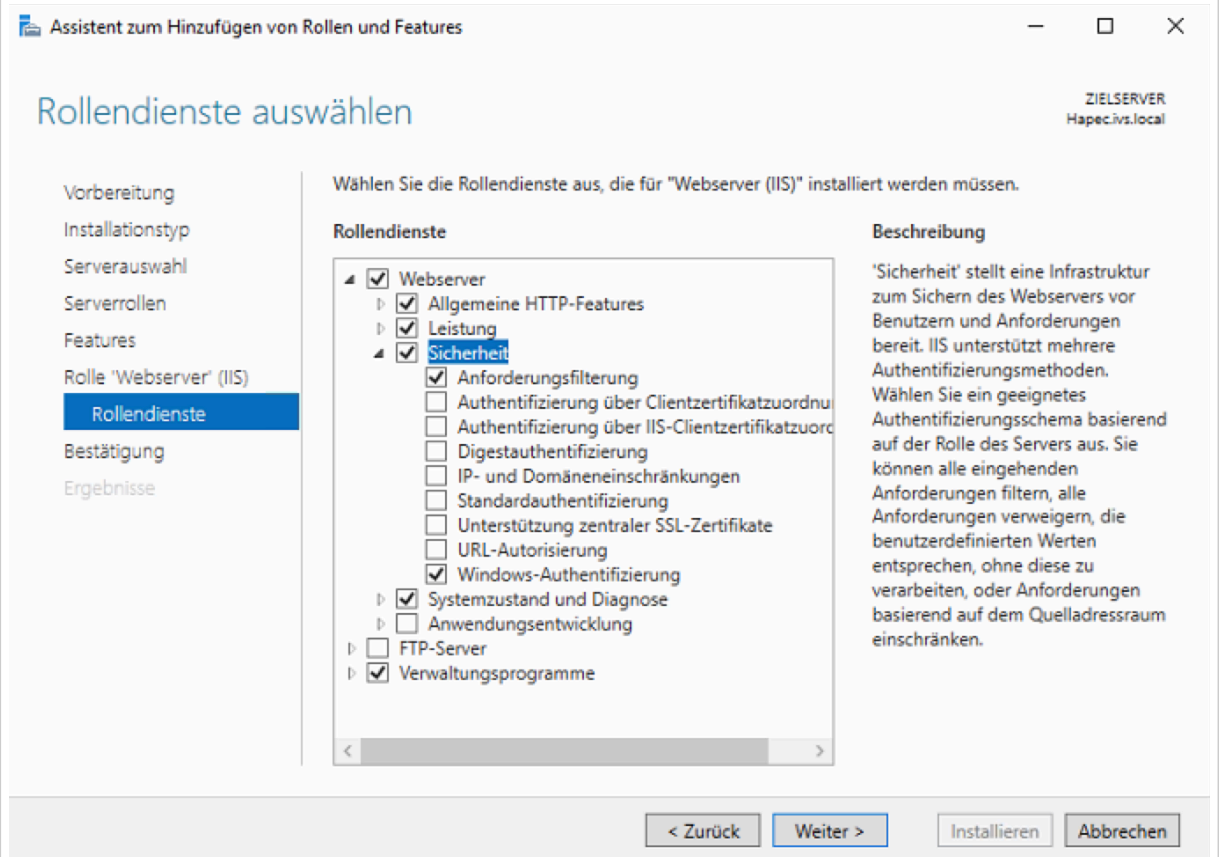 Assistent zum Hinzufügen von Rollen und Features
Rollendienste auswählen
ZIELSERVER
Hapec.ivs.local
Vorbereitung
Installationstyp
Serverauswahl
Serverrollen
Features
Rolle 'Webserver' (IIS)
Rollendienste
Bestätigung
Ergebnisse
Wählen Sie die Rollendienste aus, die für "Webserver (IIS)" installiert werden müssen.
Rollendienste
Webserver
Allgemeine HTTP-Features
Leistung
Sicherheit
Anforderungsfilterung
Authentifizierung über Clientzertifikatzuordnu
Authentifizierung über IIS-Clientzertifikatzuord
Digestauthentifizierung
IP- und Domäneneinschränkungen
Standardauthentifizierung
Unterstützung zentraler SSL-Zertifikate
URL-Autorisierung
Windows-Authentifizierung
Systemzustand und Diagnose
Anwendungsentwicklung
FTP-Server
Verwaltungsprogramme
Beschreibung
'Sicherheit' stellt eine Infrastruktur
zum Sichern des Webservers vor
Benutzern und Anforderungen
bereit. IIS unterstützt mehrere
Authentifizierungsmethoden.
Wählen Sie ein geeignetes
Authentifizierungsschema basierend
auf der Rolle des Servers aus. Sie
können alle eingehenden
Anforderungen filtern, alle
Anforderungen verweigern, die
benutzerdefinierten Werten
entsprechen, ohne diese zu
verarbeiten, oder Anforderungen
basierend auf dem Quelladressraum
einschränken.
< Zurück
Weiter >
Installieren
Abbrechen